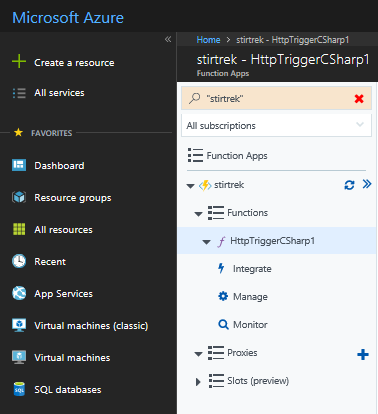 Microsoft Azure
Create a resource
All services
FAVORITES
Dashboard
Resource groups
All resources
Recent
App Services
Virtual machines (classic)
Virtual machines
SQL databases
Home > stirtrek - HttpTriggerCSharp1
stirtrek - HttpTriggerCSharp1
Function Apps
"stirtrek"
All subscriptions
Function Apps
stirtrek
Functions
HttpTriggerCSharp1
Integrate
Manage
Monitor
Proxies
Slots (preview)